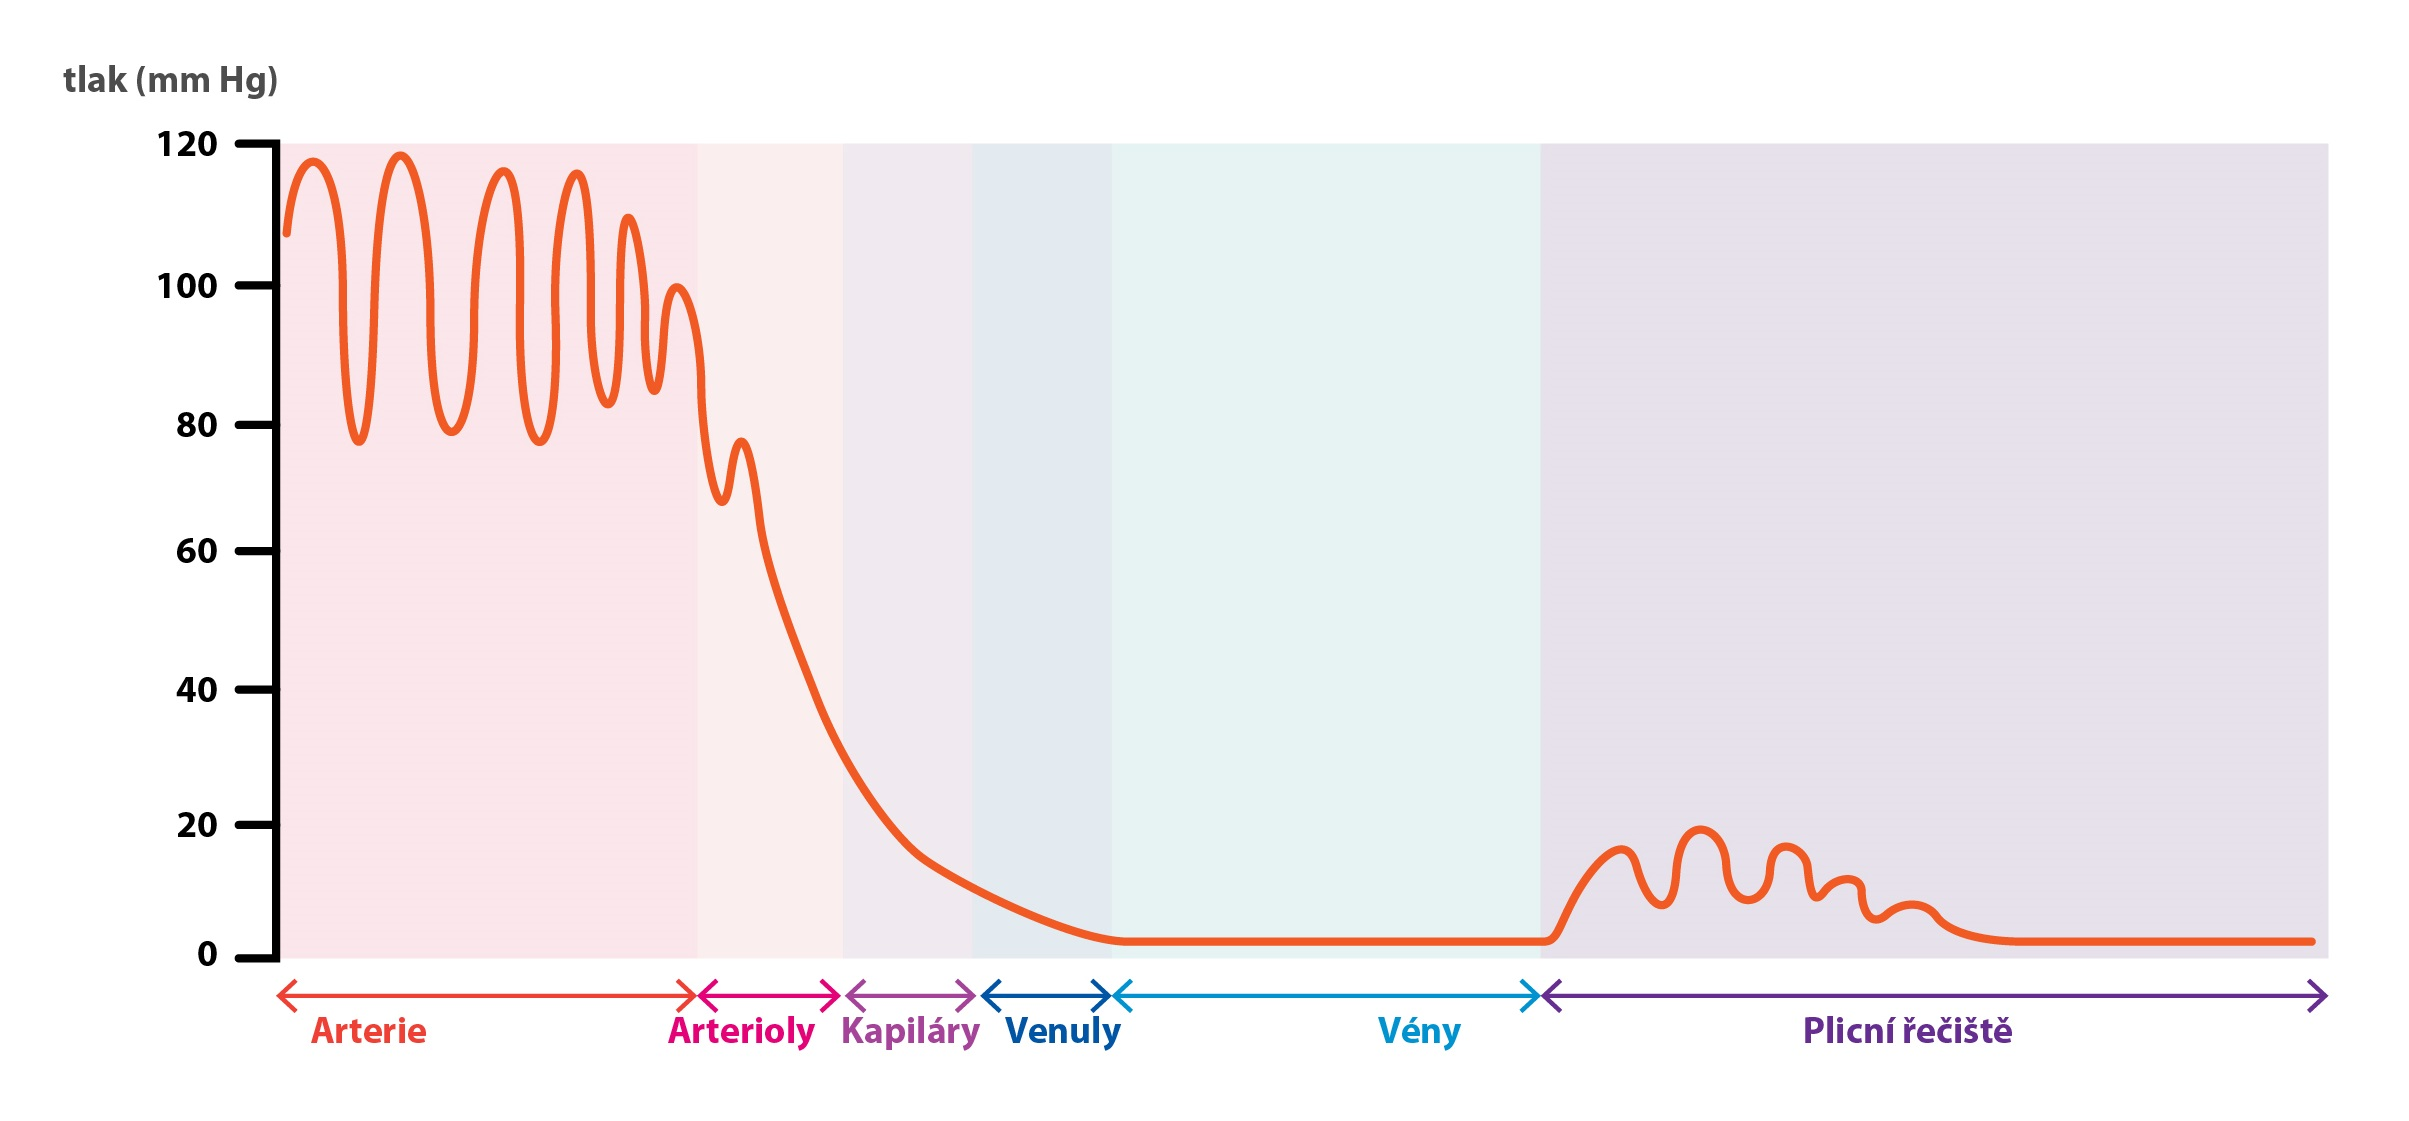 tlak (mm Hg)
120
100
80
60
40
20
0
Arterie
Arterioly
Kapiláry
Venuly
Vény
Plicní řečiště